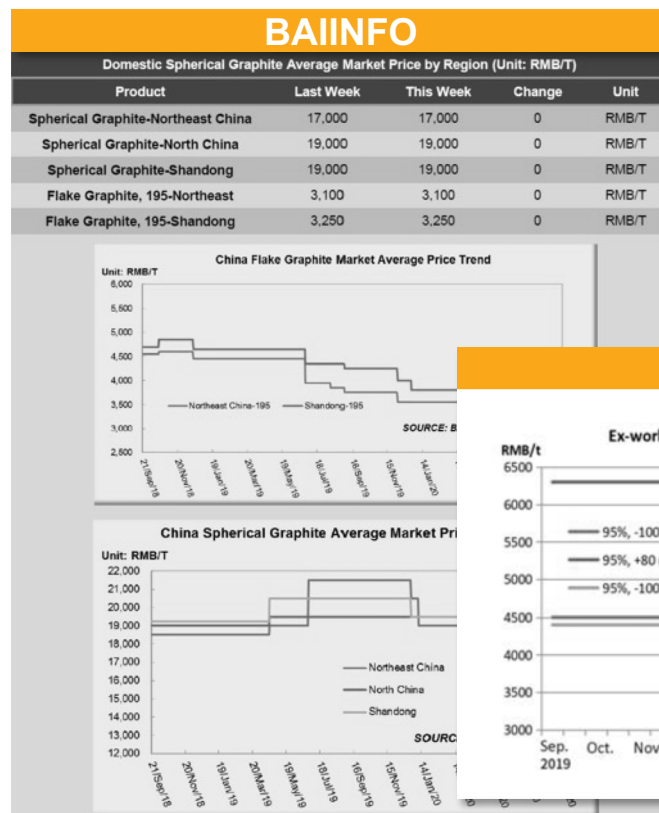 BAIINFO
Domestic Spherical Graphite Average Market Price by Region (Unit: RMB/T)
Product Last Week This Week Change Unit
Spherical Graphite-Northeast China 17,000 17,000 0 RMB/T
Spherical Graphite-North China 19,000 19,000 0 RMB/T
Spherical Graphite-Shandong 19,000 19,000 0 RMB/T
Flake Graphite, 195-Northeast 3,100 3,100 0 RMB/T
Flake Graphite, 195-Shandong 3,250 3,250 0 RMB/T
China Flake Graphite Market Average Price Trend
Unit: RMB/T
6,000
5,500
5,000
4,500
4,000
3,500
3,000
2,500
Northeast China-195 Shandong-195
SOURCE: B
21/Sep/18 20/Nov/18 19/Jan/19 20/Mar/19 19/May/19 18/Jul/19 16/Sep/19 15/Nov/19 14/Jan/20
China Spherical Graphite Average Market Pri
Unit: RMB/T
22,000
21,000
20,000
19,000
18,000
17,000
16,000
15,000
14,000
13,000
12,000
Northeast China
North China
Shandong
SOURC
21/Sep/18 20/Nov/18 19/Jan/19 20/Mar/19 19/May/19 18/Jul/19 16/Sep/19 15/Nov/19 14/Jan/20
Ex-worl
RMB/t
6500
6000
5500
5000
4500
4000
3500
3000
95%, -100
95%, +80
95%, -100
Sep. Oct. Nov
2019